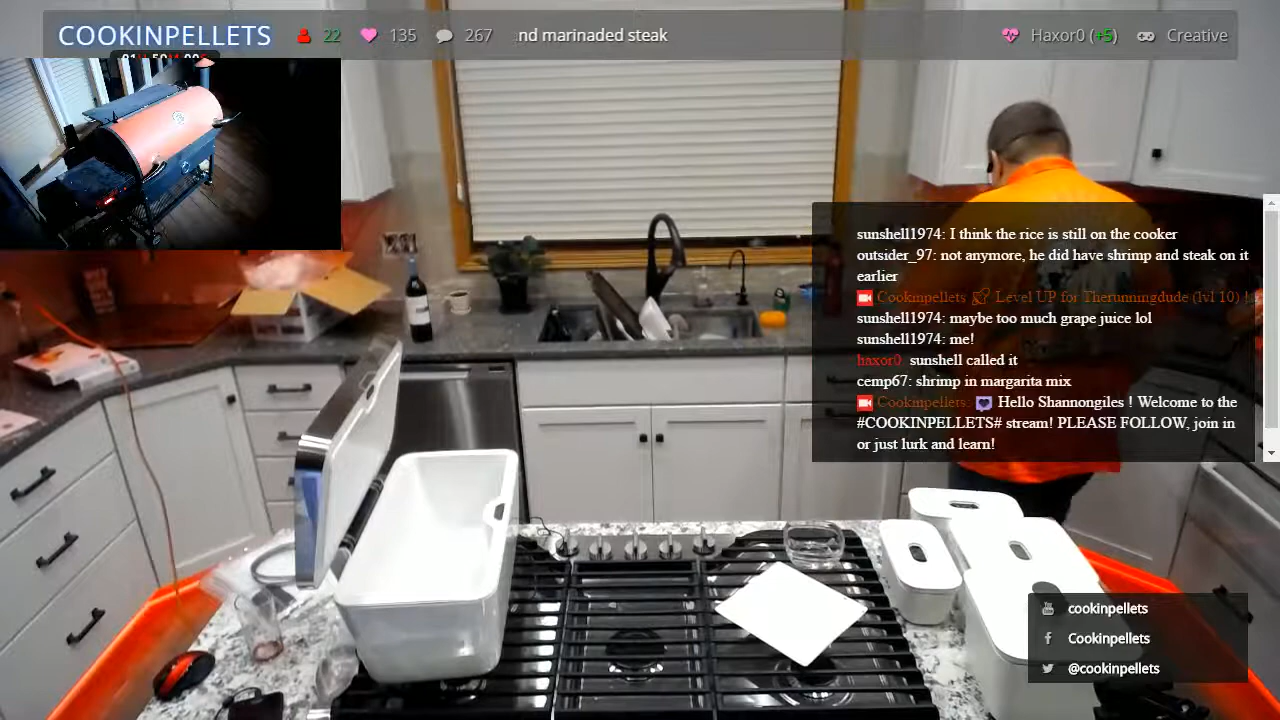 COOKINPELLETS 22 135 267 nd marinaded steak Haxor0 (+5) Creative
sunshell1974: I think the rice is still on the cooker
outsider_97: not anymore, he did have shrimp and steak on it
earlier
Cookinpellets Level UP for Therunningdude (lvl 10) !
sunshell1974: maybe too much grape juice lol
sunshell1974: me!
haxor0: sunshell called it
cemp67: shrimp in margarita mix
Cookinpellets: Hello Shannongiles ! Welcome to the
#COOKINPELLETS# stream! PLEASE FOLLOW, join in
or just lurk and learn!
cookinpellets
Cookinpellets
@cookinpellets